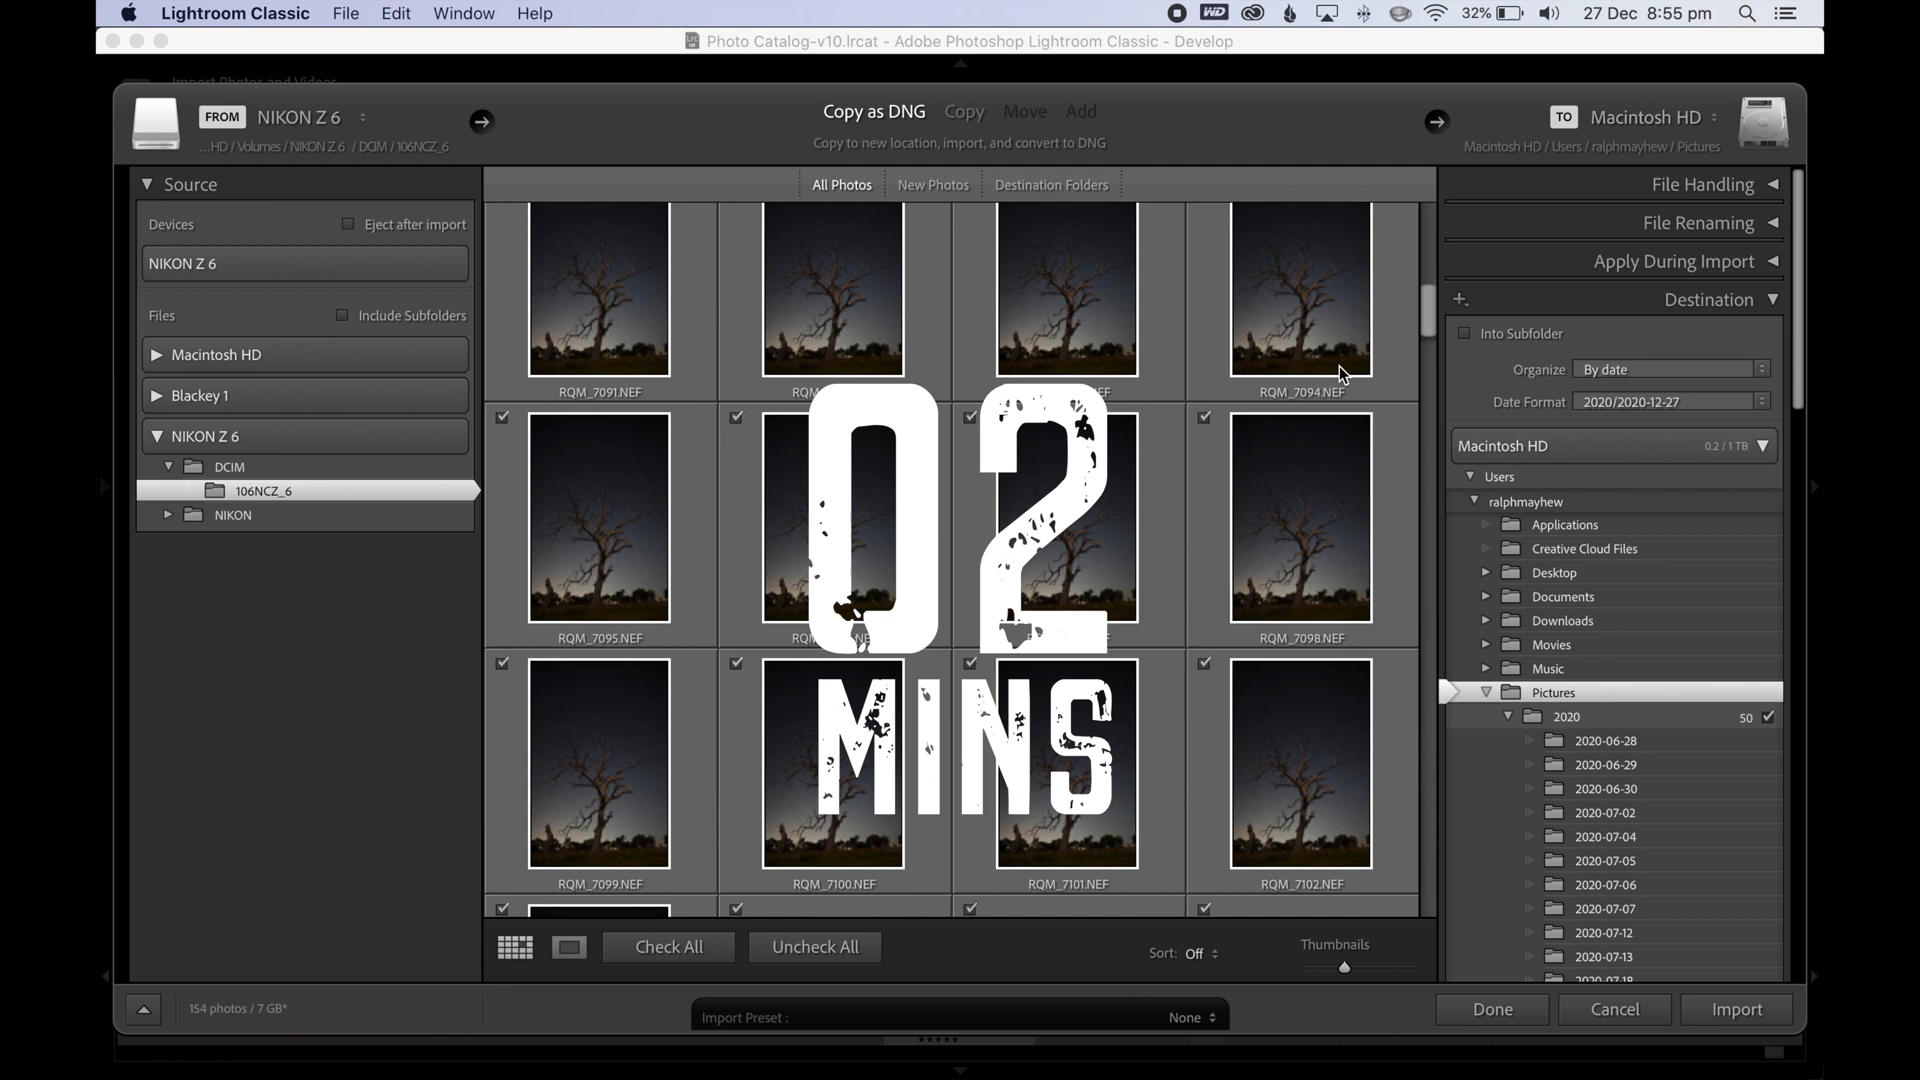 Lightroom Classic File Edit Window Help
WD 32% 27 Dec 8:55 pm
Photo Catalog-v10.lrcat - Adobe Photoshop Lightroom Classic - Develop
Import Photos and Videos
FROM NIKON Z 6
...HD / Volumes / NIKON Z 6 / DCIM / 106NCZ_6
Copy as DNG Copy Move Add
Copy to new location, import, and convert to DNG
TO Macintosh HD
Macintosh HD / Users / ralphmayhew / Pictures
Source
Devices Eject after import
NIKON Z 6
Files Include Subfolders
Macintosh HD
Blackey 1
NIKON Z 6
DCIM
106NCZ_6
NIKON
All Photos New Photos Destination Folders
RQM_7091.NEF RQM_7094.NEF
RQM_7095.NEF RQM_7098.NEF
02
MINS
RQM_7099.NEF RQM_7100.NEF RQM_7101.NEF RQM_7102.NEF
Check All Uncheck All Sort: Off Thumbnails
File Handling
File Renaming
Apply During Import
Destination
Into Subfolder
Organize By date
Date Format 2020/2020-12-27
Macintosh HD 0.2 / 1 TB
Users
ralphmayhew
Applications
Creative Cloud Files
Desktop
Documents
Downloads
Movies
Music
Pictures
2020 50
2020-06-28
2020-06-29
2020-06-30
2020-07-02
2020-07-04
2020-07-05
2020-07-06
2020-07-07
2020-07-12
2020-07-13
2020-07-18
154 photos / 7 GB*
Import Preset : None
Done Cancel Import